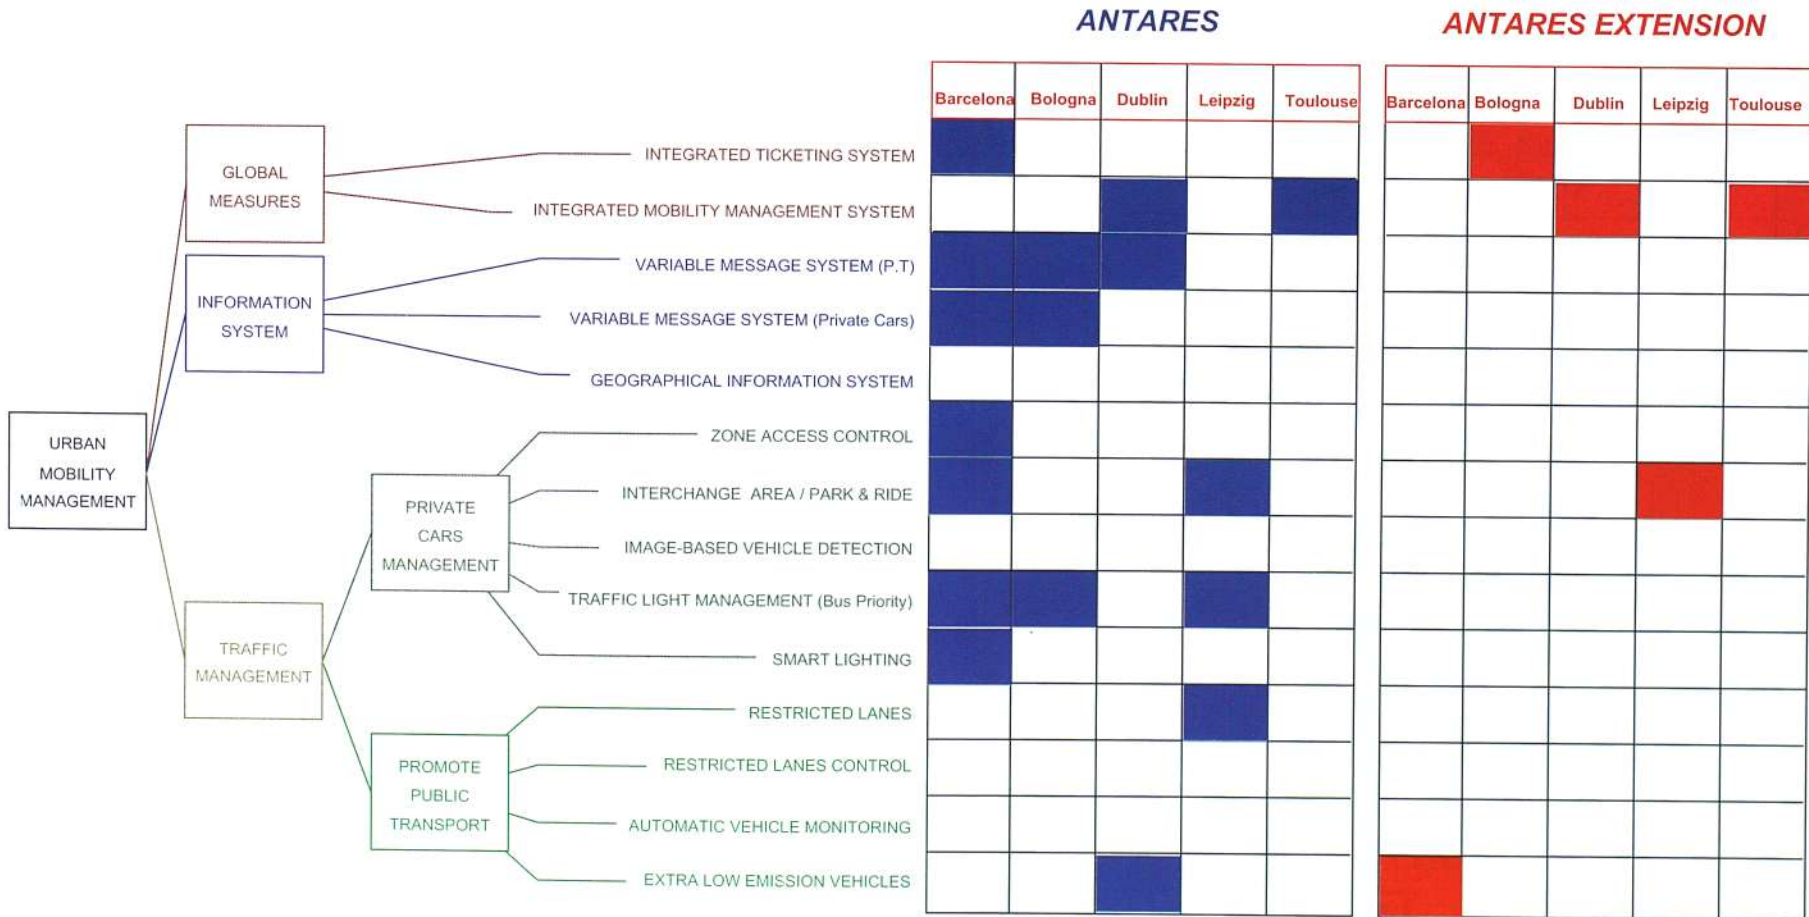 ANTARES
ANTARES EXTENSION
Barcelona Bologna Dublin Leipzig Toulouse
Barcelona Bologna Dublin Leipzig Toulouse
GLOBAL
MEASURES
INTEGRATED TICKETING SYSTEM
INTEGRATED MOBILITY MANAGEMENT SYSTEM
INFORMATION
SYSTEM
VARIABLE MESSAGE SYSTEM (P.T)
VARIABLE MESSAGE SYSTEM (Private Cars)
GEOGRAPHICAL INFORMATION SYSTEM
URBAN
MOBILITY
MANAGEMENT
PRIVATE
CARS
MANAGEMENT
ZONE ACCESS CONTROL
INTERCHANGE AREA / PARK & RIDE
IMAGE-BASED VEHICLE DETECTION
TRAFFIC LIGHT MANAGEMENT (Bus Priority)
SMART LIGHTING
TRAFFIC
MANAGEMENT
PROMOTE
PUBLIC
TRANSPORT
RESTRICTED LANES
RESTRICTED LANES CONTROL
AUTOMATIC VEHICLE MONITORING
EXTRA LOW EMISSION VEHICLES